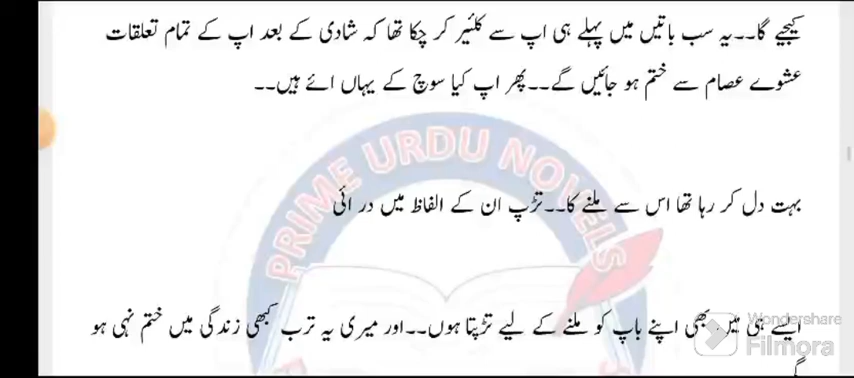 کیجیے گا۔۔یہ سب باتیں میں پہلے ہی اپ سے کلئیر کر چکا تھا کہ شادی کے بعد اپ کے تمام تعلقات
عشوے عصام سے ختم ہو جائیں گے۔۔پھر اپ کیا سوچ کے یہاں ائے ہیں۔۔
PRIME URDU NOVELS
بہت دل کر رہا تھا اس سے ملنے کا۔۔تڑپ ان کے الفاظ میں در ائی
ایسے ہی میں بھی اپنے باپ کو ملنے کے لیے تڑپتا ہوں۔۔اور میری یہ ترب کبھی زندگی میں ختم نہی ہو
گی
Wondershare
Filmora